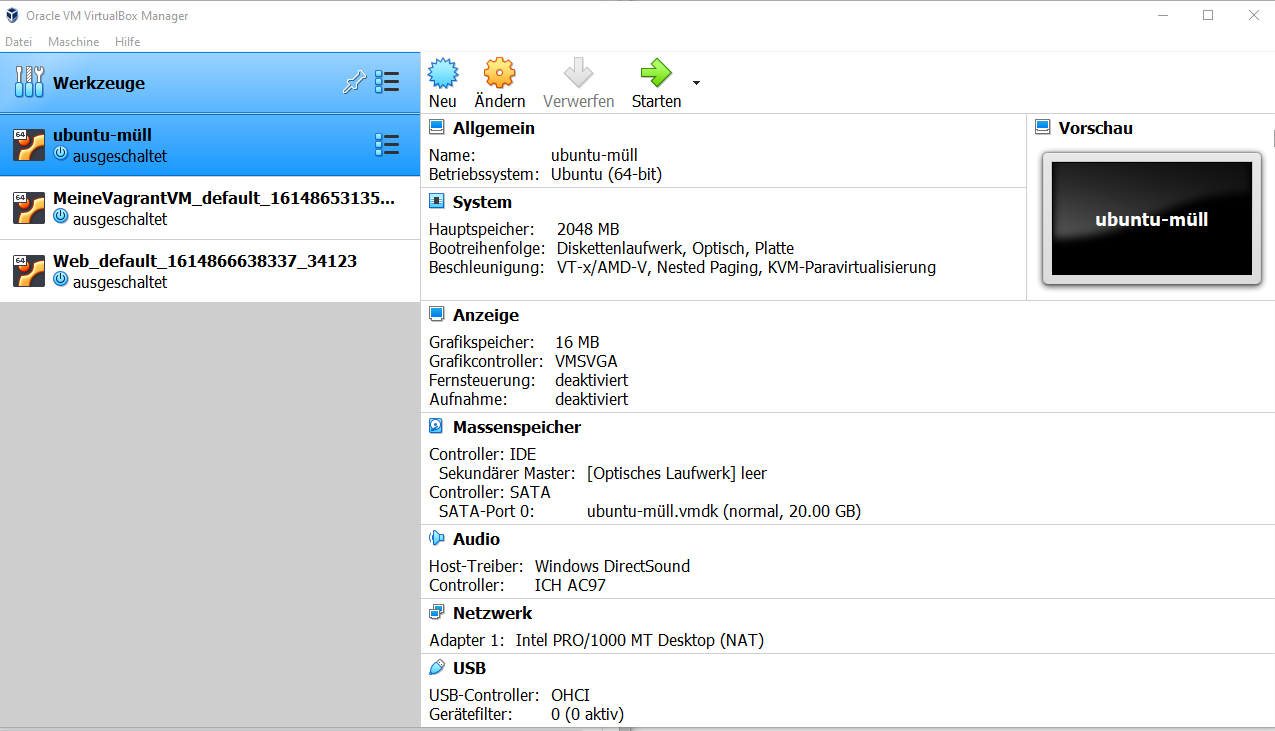 Oracle VM VirtualBox Manager
Datei Maschine Hilfe
Werkzeuge
64
ubuntu-müll
ausgeschaltet
64
MeineVagrantVM_default_16148653135...
ausgeschaltet
64
Web_default_1614866638337_34123
ausgeschaltet
Neu Ändern Verwerfen Starten
Allgemein
Name: ubuntu-müll
Betriebssystem: Ubuntu (64-bit)
System
Hauptspeicher: 2048 MB
Bootreihenfolge: Diskettenlaufwerk, Optisch, Platte
Beschleunigung: VT-x/AMD-V, Nested Paging, KVM-Paravirtualisierung
Vorschau
ubuntu-müll
Anzeige
Grafikspeicher: 16 MB
Grafikcontroller: VMSVGA
Fernsteuerung: deaktiviert
Aufnahme: deaktiviert
Massenspeicher
Controller: IDE
Sekundärer Master: [Optisches Laufwerk] leer
Controller: SATA
SATA-Port 0: ubuntu-müll.vmdk (normal, 20.00 GB)
Audio
Host-Treiber: Windows DirectSound
Controller: ICH AC97
Netzwerk
Adapter 1: Intel PRO/1000 MT Desktop (NAT)
USB
USB-Controller: OHCI
Gerätefilter: 0 (0 aktiv)